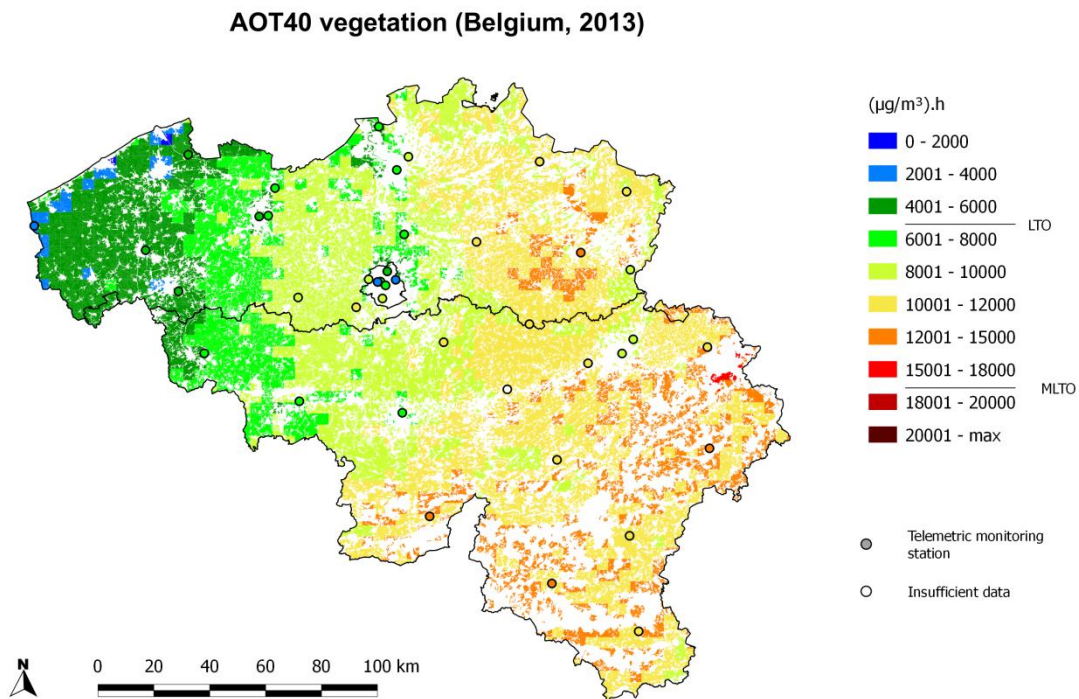 AOT40 vegetation (Belgium, 2013)
(µg/m³).h
0 - 2000
2001 - 4000
4001 - 6000
LTO
6001 - 8000
8001 - 10000
10001 - 12000
12001 - 15000
15001 - 18000
MLTO
18001 - 20000
20001 - max
Telemetric monitoring
station
Insufficient data
N
0 20 40 60 80 100 km